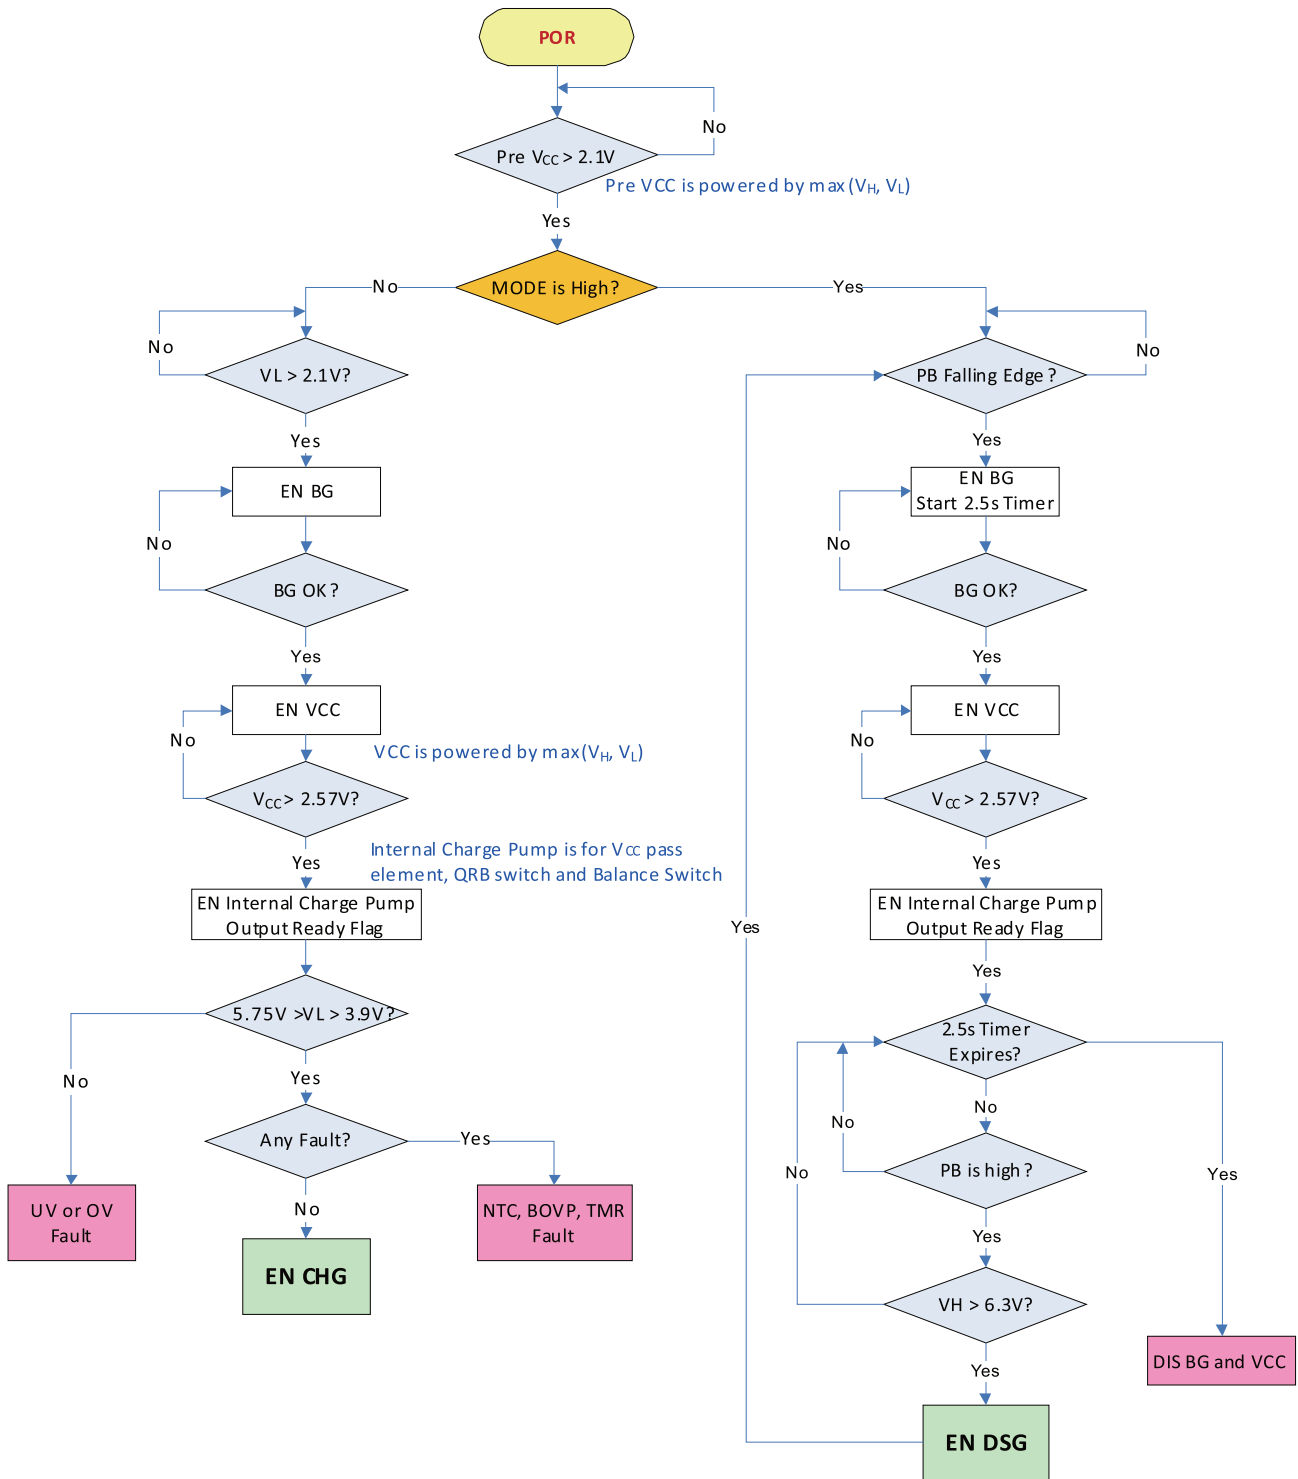 POR
No
Pre VCC > 2.1V
Pre VCC is powered by max (VH, VL)
Yes
No
MODE is High?
Yes
No
VL > 2.1V?
Yes
EN BG
No
BG OK ?
Yes
EN VCC
No
VCC is powered by max (VH, VL)
VCC > 2.57V?
Yes
Internal Charge Pump is for VCC pass
element, QRB switch and Balance Switch
EN Internal Charge Pump
Output Ready Flag
5.75V >VL > 3.9V?
No
Yes
Any Fault?
Yes
UV or OV
Fault
No
NTC, BOVP, TMR
Fault
EN CHG
PB Falling Edge ?
No
Yes
EN BG
Start 2.5s Timer
No
BG OK?
Yes
EN VCC
No
VCC > 2.57V?
Yes
EN Internal Charge Pump
Output Ready Flag
Yes
Yes
2.5s Timer
Expires?
No
No
PB is high ?
No
Yes
Yes
VH > 6.3V?
DIS BG and VCC
Yes
EN DSG